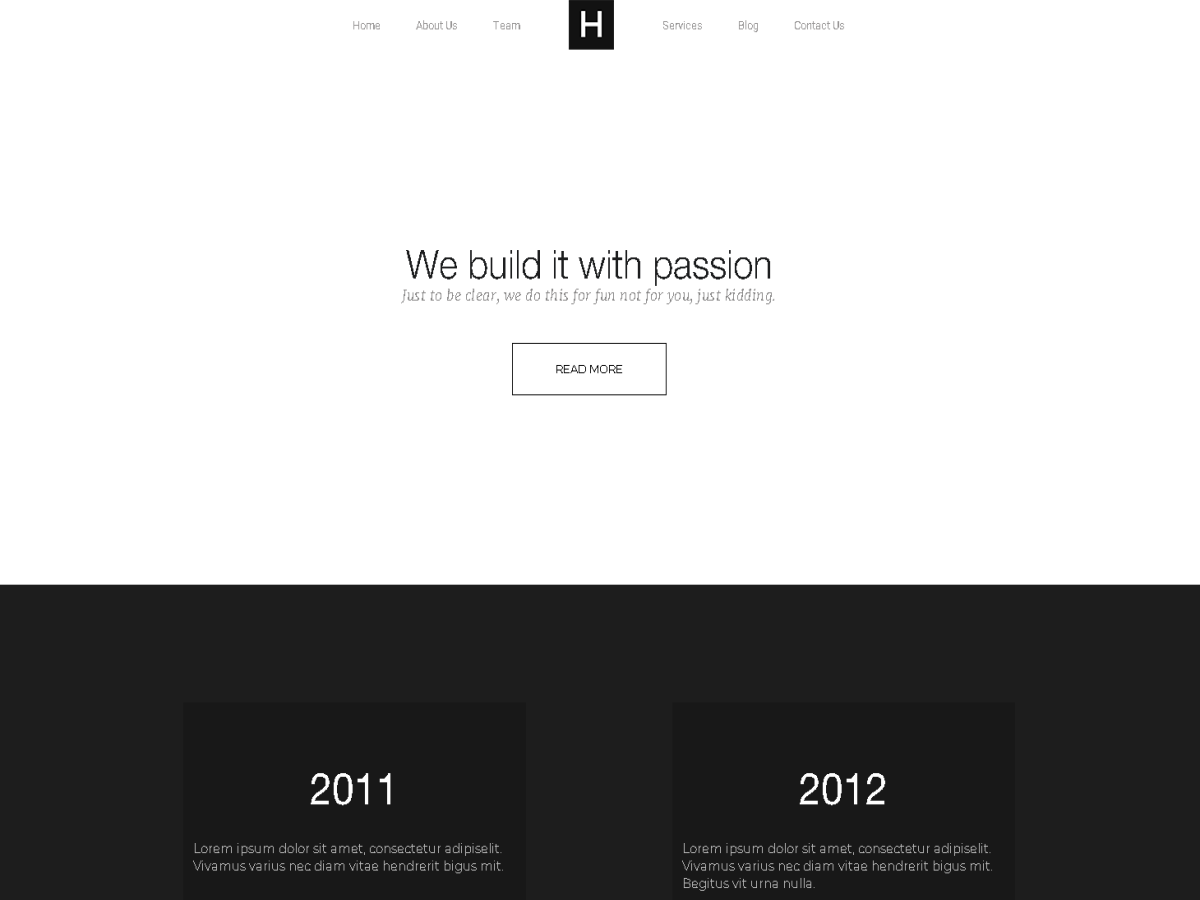 Home About Us Team H Services Blog Contact Us
We build it with passion
Just to be clear, we do this for fun not for you, just kidding.
READ MORE
2011
Lorem ipsum dolor sit amet, consectetur adipiselit.
Vivamus varius nec diam vitae hendrerit bigus mit.
2012
Lorem ipsum dolor sit amet, consectetur adipiselit.
Vivamus varius nec diam vitae hendrerit bigus mit.
Begitus vit urna nulla.